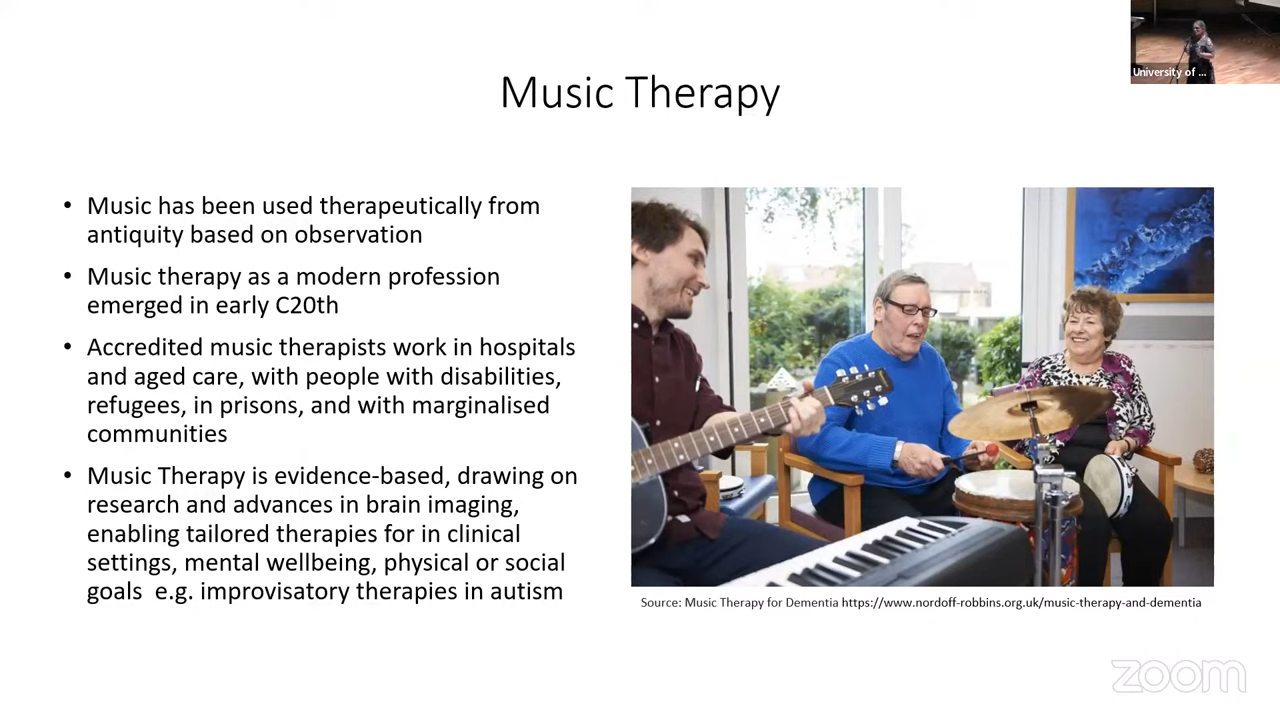 University of ...
Music Therapy
• Music has been used therapeutically from
antiquity based on observation
• Music therapy as a modern profession
emerged in early C20th
• Accredited music therapists work in hospitals
and aged care, with people with disabilities,
refugees, in prisons, and with marginalised
communities
• Music Therapy is evidence-based, drawing on
research and advances in brain imaging,
enabling tailored therapies for in clinical
settings, mental wellbeing, physical or social
goals  e.g. improvisatory therapies in autism
Source: Music Therapy for Dementia https://www.nordoff-robbins.org.uk/music-therapy-and-dementia
zoom